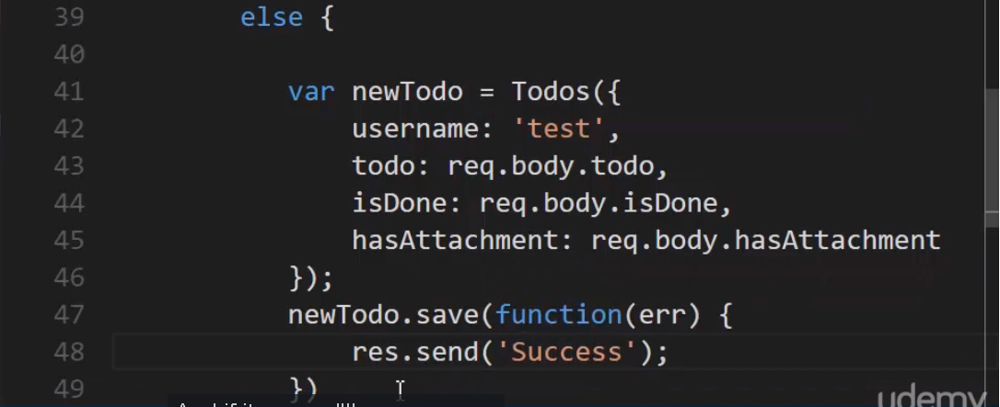 39 else {
40
41 var newTodo = Todos({
42 username: 'test',
43 todo: req.body.todo,
44 isDone: req.body.isDone,
45 hasAttachment: req.body.hasAttachment
46 });
47 newTodo.save(function(err) {
48 res.send('Success');
49 })
udemy